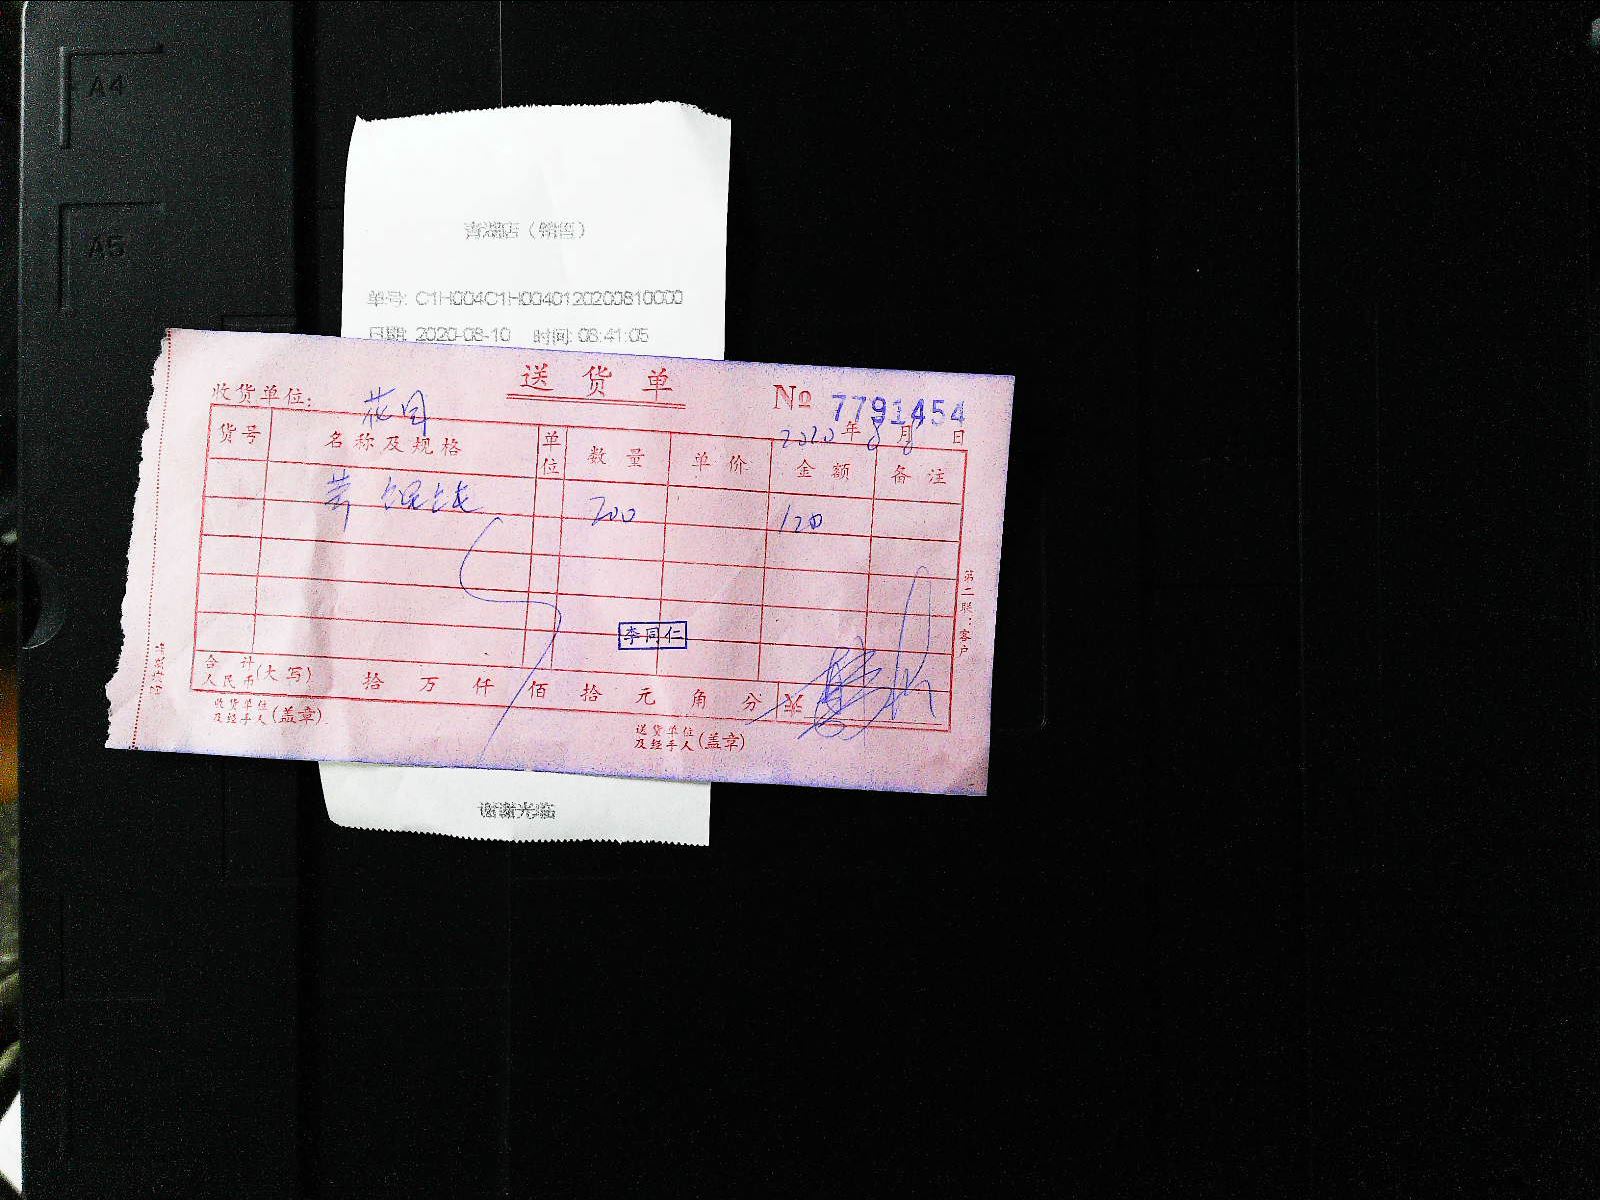 A4
A5
青湖店（销售）
单号: C1H004C1H0040120200810000
日期: 2020-08-10 时间: 08:41:05
送货单
收货单位: 花园
№ 7791454
2020年8月8日
货号 名称及规格 单位 数量 单价 金额 备注
200 120
第二联：客户
李同仁
合计人民币(大写) 拾 万 仟 佰 拾 元 角 分 ¥
收货单位及经手人(盖章)
送货单位及经手人(盖章)
谢谢光临